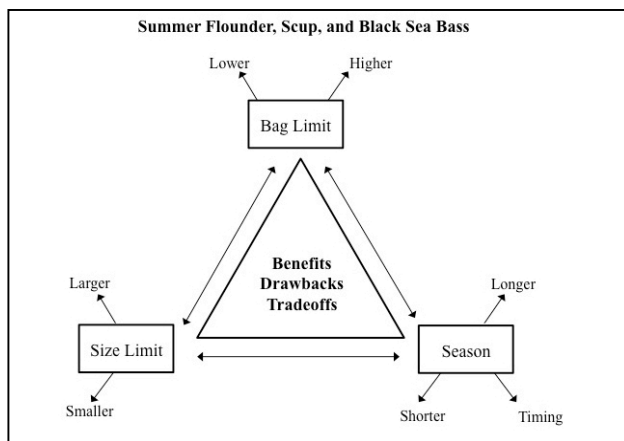 Summer Flounder, Scup, and Black Sea Bass
Lower
Higher
Bag Limit
Benefits
Drawbacks
Tradeoffs
Larger
Longer
Size Limit
Season
Smaller
Shorter
Timing